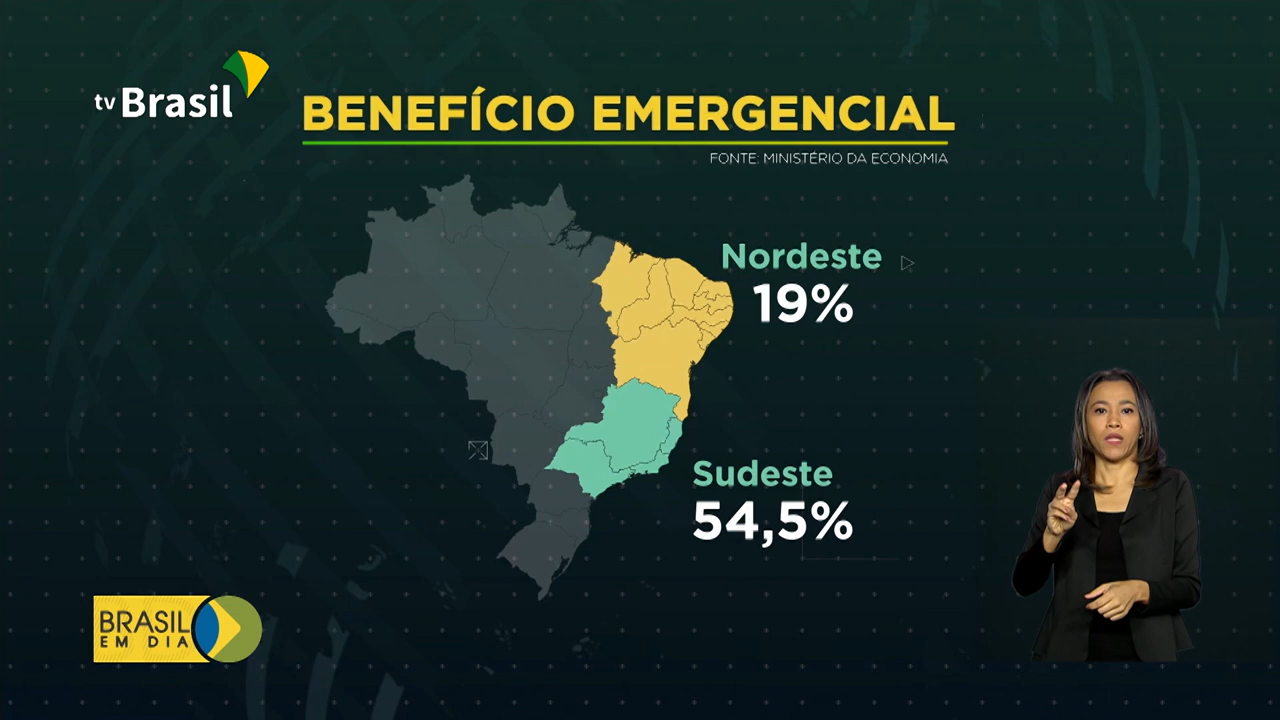 tv Brasil
BENEFÍCIO EMERGENCIAL
FONTE: MINISTÉRIO DA ECONOMIA
Nordeste
19%
Sudeste
54,5%
BRASIL
EM DIA